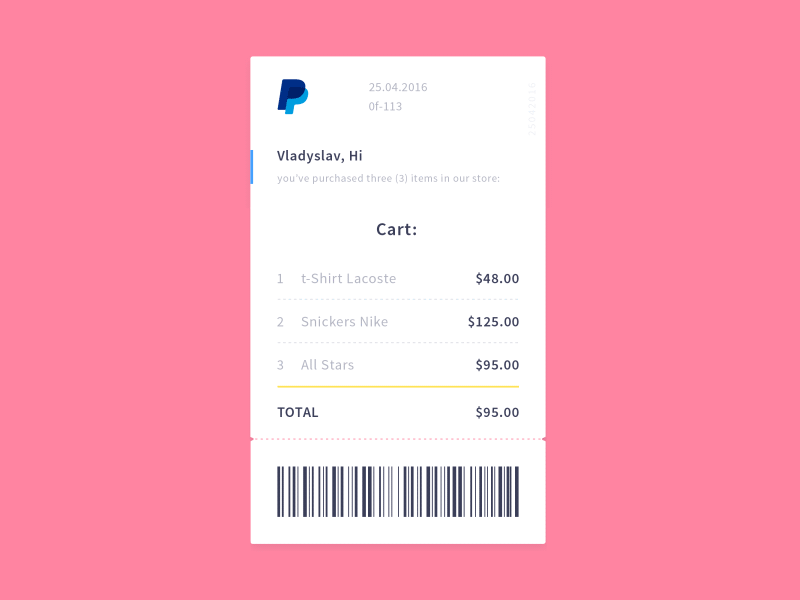 25.04.2016
0f-113
25042016
Vladyslav, Hi
you've purchased three (3) items in our store:
Cart:
1 t-Shirt Lacoste $48.00
2 Snickers Nike $125.00
3 All Stars $95.00
TOTAL $95.00